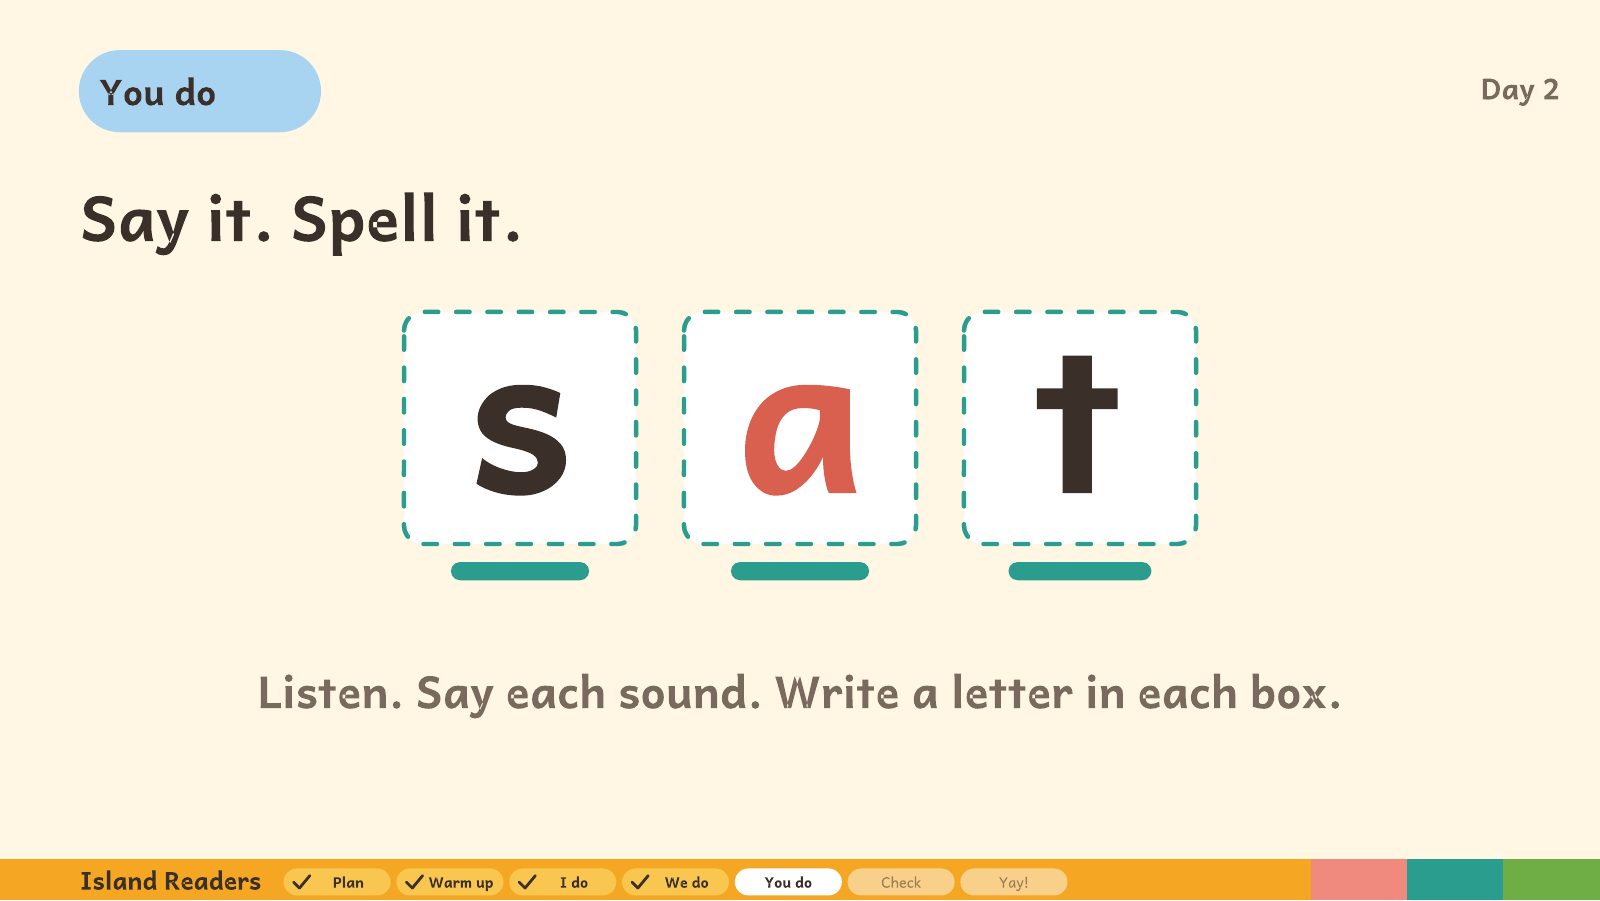 You do
Day 2
Say it. Spell it.
s a t
Listen. Say each sound. Write a letter in each box.
Island Readers Plan Warm up I do We do You do Check Yay!